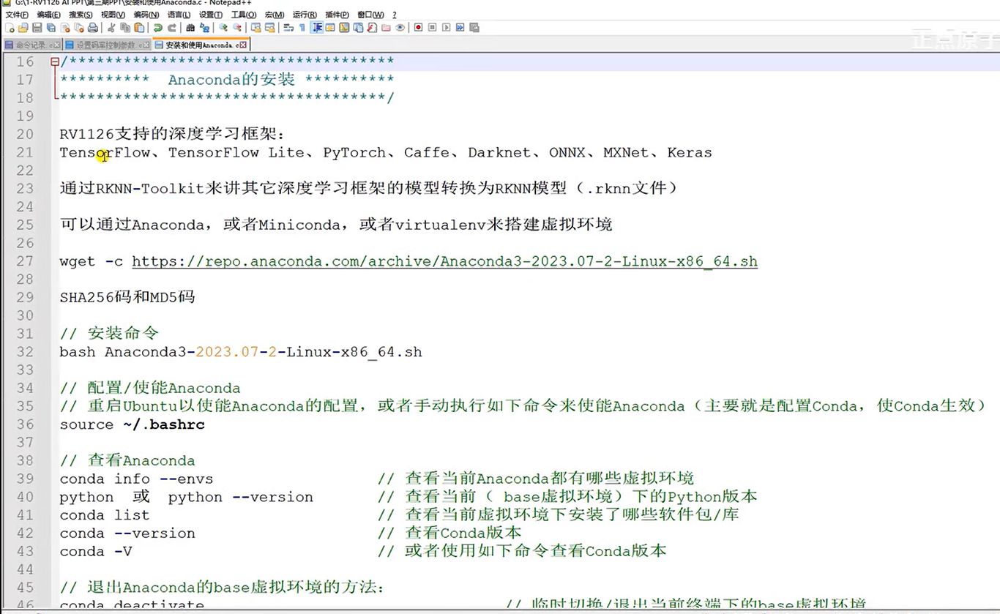 G:\1-RV1126 AI PPT\第三期PPT\安装和使用Anaconda.c - Notepad++
文件(F) 编辑(E) 搜索(S) 视图(V) 编码(N) 语言(L) 设置(T) 工具(O) 宏(M) 运行(R) 插件(P) 窗口(W) ?
正点原子
命令记录.c 设置码率控制参数.c 安装和使用Anaconda.c
16 /************************************
17 ********** Anaconda的安装 **********
18 ************************************/
19
20 RV1126支持的深度学习框架：
21 TensorFlow、TensorFlow Lite、PyTorch、Caffe、Darknet、ONNX、MXNet、Keras
22
23 通过RKNN-Toolkit来讲其它深度学习框架的模型转换为RKNN模型（.rknn文件）
24
25 可以通过Anaconda，或者Miniconda，或者virtualenv来搭建虚拟环境
26
27 wget -c https://repo.anaconda.com/archive/Anaconda3-2023.07-2-Linux-x86_64.sh
28
29 SHA256码和MD5码
30
31 // 安装命令
32 bash Anaconda3-2023.07-2-Linux-x86_64.sh
33
34 // 配置/使能Anaconda
35 // 重启Ubuntu以使能Anaconda的配置，或者手动执行如下命令来使能Anaconda（主要就是配置Conda，使Conda生效）
36 source ~/.bashrc
37
38 // 查看Anaconda
39 conda info --envs // 查看当前Anaconda都有哪些虚拟环境
40 python 或 python --version // 查看当前（ base虚拟环境）下的Python版本
41 conda list // 查看当前虚拟环境下安装了哪些软件包/库
42 conda --version // 查看Conda版本
43 conda -V // 或者使用如下命令查看Conda版本
44
45 // 退出Anaconda的base虚拟环境的方法：
46 conda deactivate // 临时切换/退出当前终端下的base虚拟环境